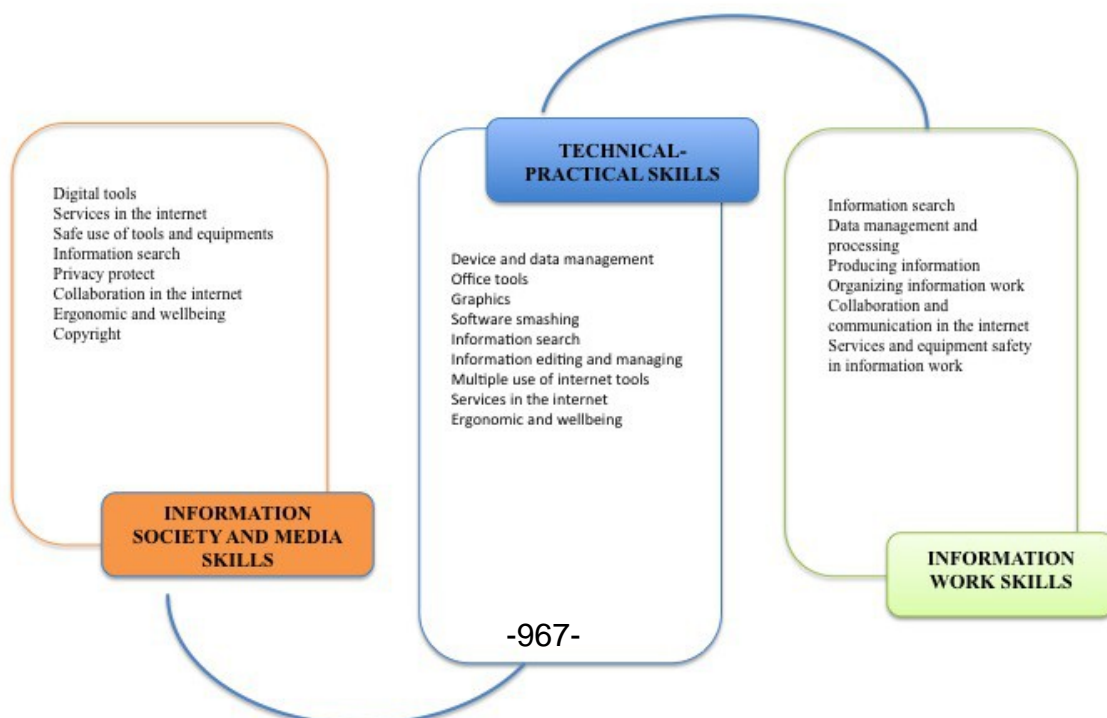 Digital tools
Services in the internet
Safe use of tools and equipments
Information search
Privacy protect
Collaboration in the internet
Ergonomic and wellbeing
Copyright
INFORMATION
SOCIETY AND MEDIA
SKILLS
TECHNICAL-
PRACTICAL SKILLS
Device and data management
Office tools
Graphics
Software smashing
Information search
Information editing and managing
Multiple use of internet tools
Services in the internet
Ergonomic and wellbeing
-967-
Information search
Data management and
processing
Producing information
Organizing information work
Collaboration and
communication in the internet
Services and equipment safety
in information work
INFORMATION
WORK SKILLS